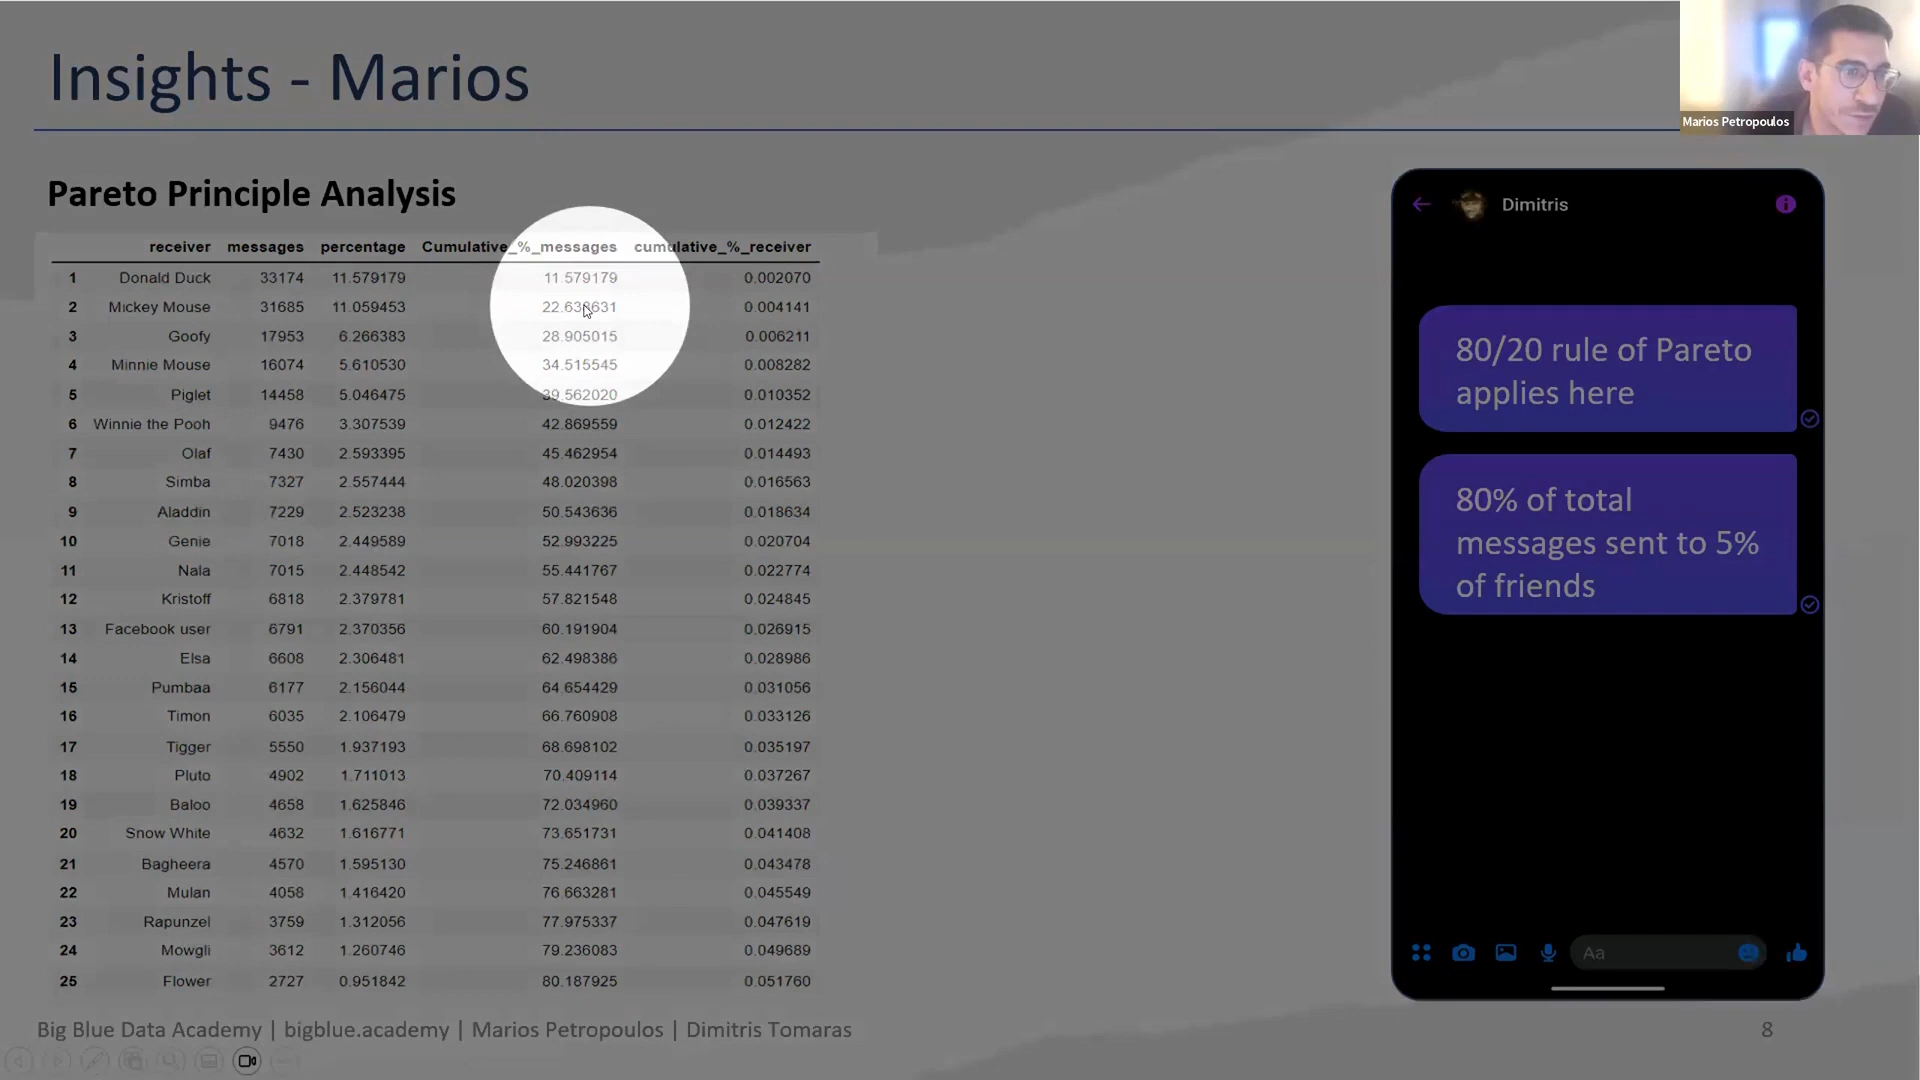 Insights - Marios
Marios Petropoulos
Pareto Principle Analysis
receiver messages percentage Cumulative_%_messages cumulative_%_receiver
1 Donald Duck 33174 11.579179 11.579179 0.002070
2 Mickey Mouse 31685 11.059453 22.638631 0.004141
3 Goofy 17953 6.266383 28.905015 0.006211
4 Minnie Mouse 16074 5.610530 34.515545 0.008282
5 Piglet 14458 5.046475 39.562020 0.010352
6 Winnie the Pooh 9476 3.307539 42.869559 0.012422
7 Olaf 7430 2.593395 45.462954 0.014493
8 Simba 7327 2.557444 48.020398 0.016563
9 Aladdin 7229 2.523238 50.543636 0.018634
10 Genie 7018 2.449589 52.993225 0.020704
11 Nala 7015 2.448542 55.441767 0.022774
12 Kristoff 6818 2.379781 57.821548 0.024845
13 Facebook user 6791 2.370356 60.191904 0.026915
14 Elsa 6608 2.306481 62.498386 0.028986
15 Pumbaa 6177 2.156044 64.654429 0.031056
16 Timon 6035 2.106479 66.760908 0.033126
17 Tigger 5550 1.937193 68.698102 0.035197
18 Pluto 4902 1.711013 70.409114 0.037267
19 Baloo 4658 1.625846 72.034960 0.039337
20 Snow White 4632 1.616771 73.651731 0.041408
21 Bagheera 4570 1.595130 75.246861 0.043478
22 Mulan 4058 1.416420 76.663281 0.045549
23 Rapunzel 3759 1.312056 77.975337 0.047619
24 Mowgli 3612 1.260746 79.236083 0.049689
25 Flower 2727 0.951842 80.187925 0.051760
Dimitris
80/20 rule of Pareto
applies here
80% of total
messages sent to 5%
of friends
Aa
Big Blue Data Academy | bigblue.academy | Marios Petropoulos | Dimitris Tomaras
8